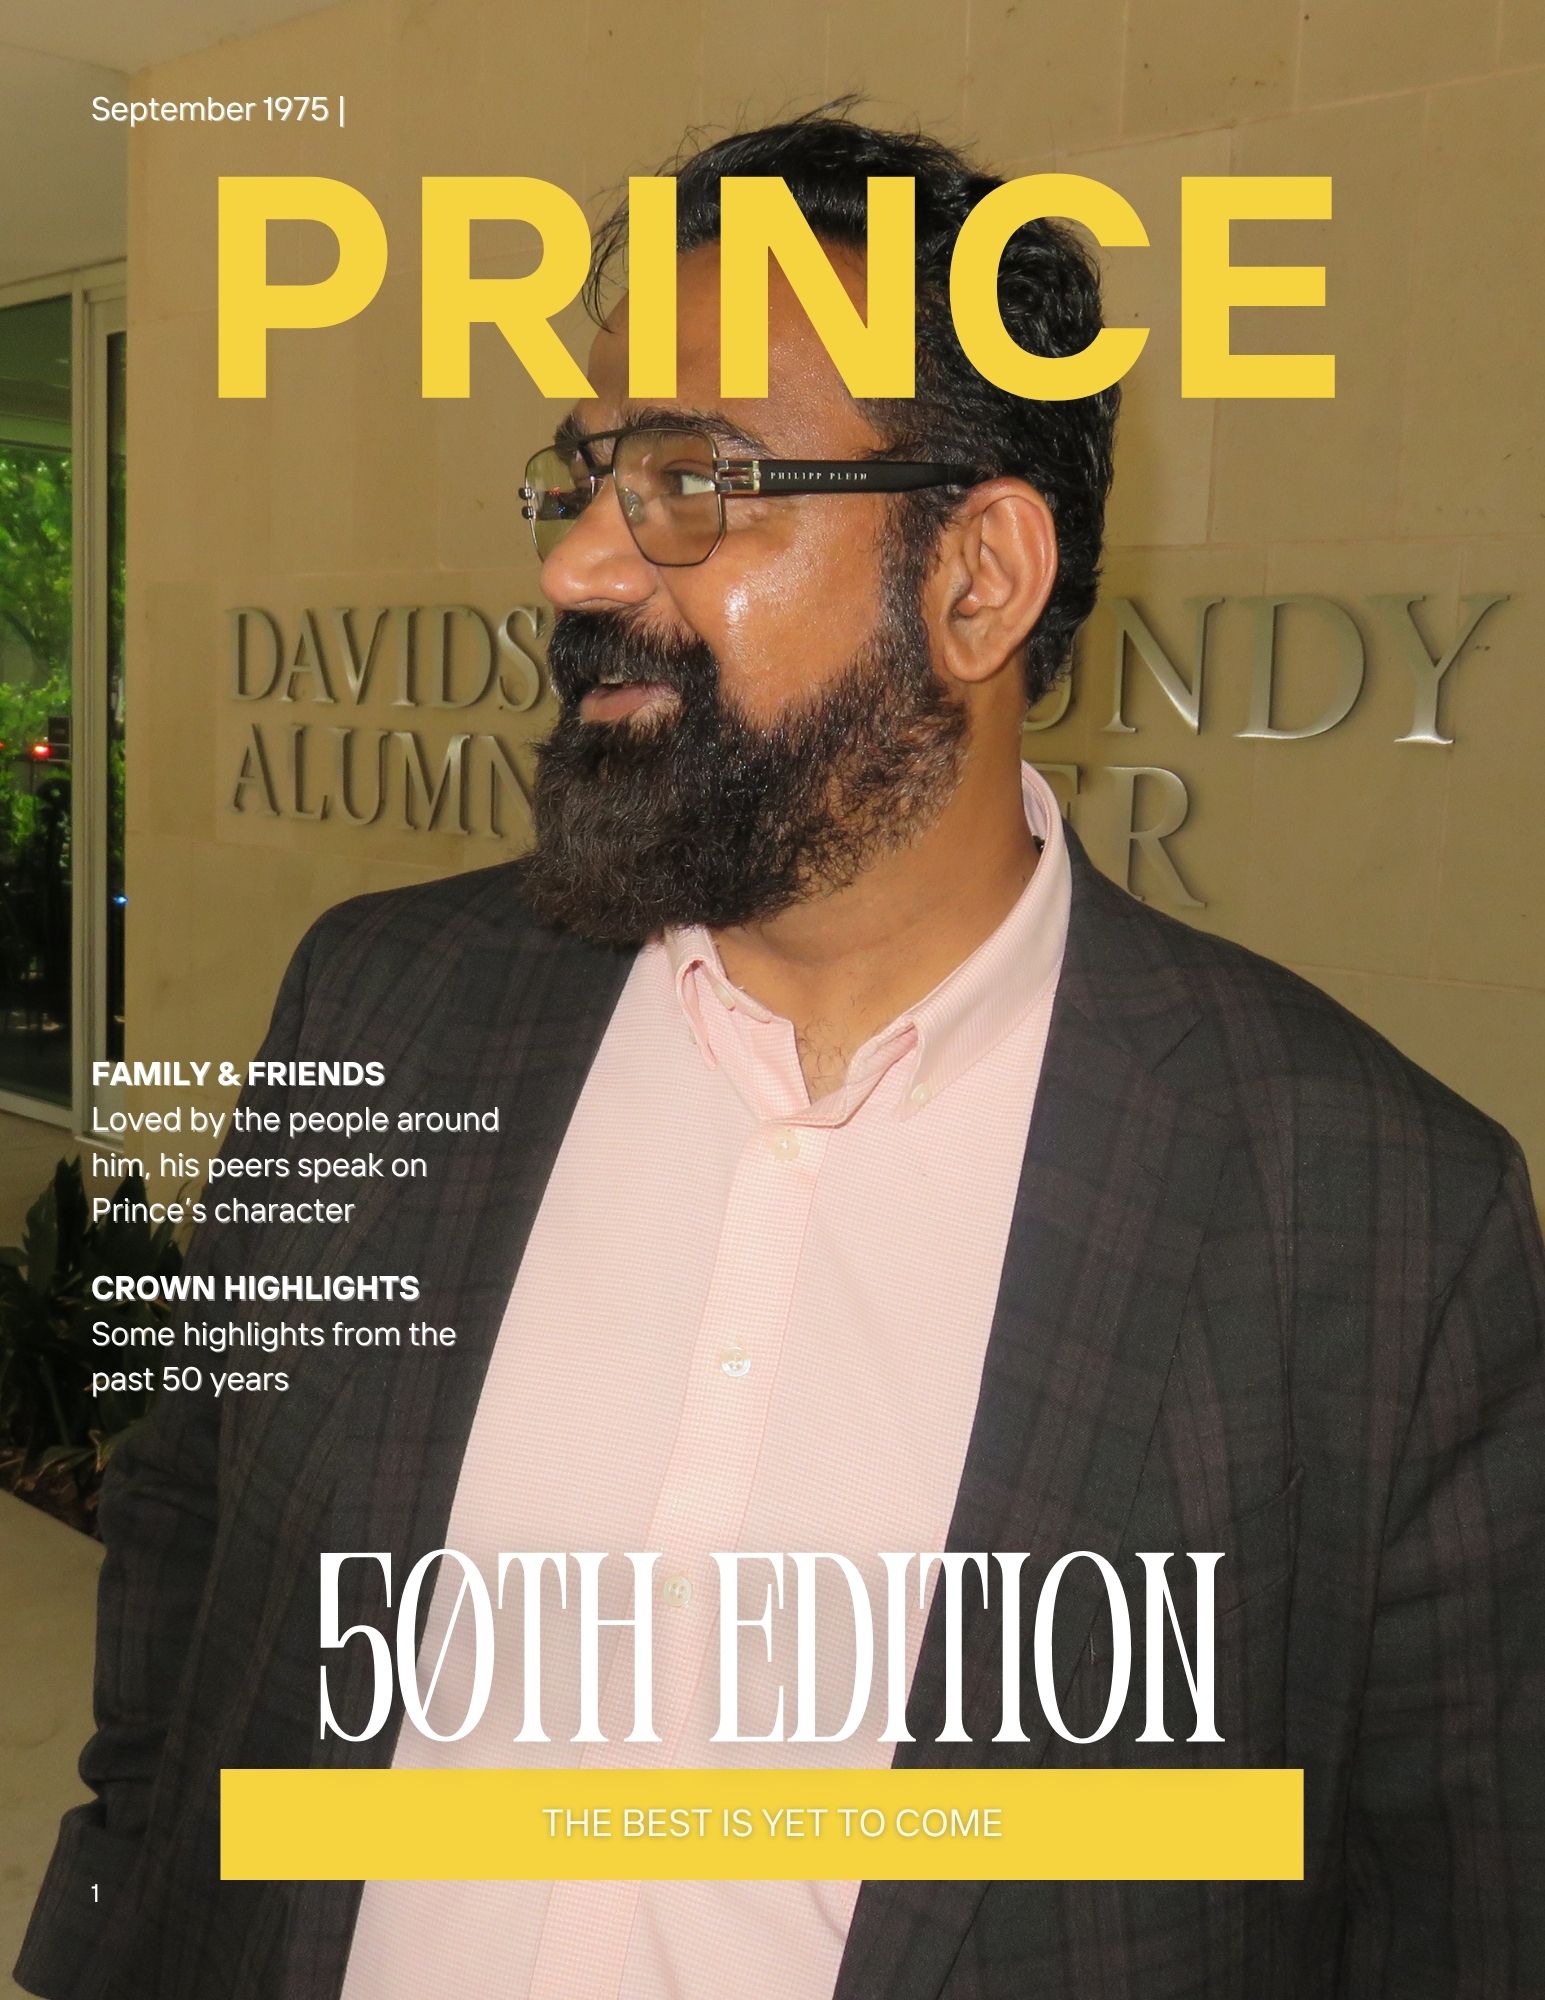 September 1975 |
PRINCE
PHILIPP PLEIN
DAVIDS UNDY
ALUMN ER
FAMILY & FRIENDS
Loved by the people around
him, his peers speak on
Prince's character
CROWN HIGHLIGHTS
Some highlights from the
past 50 years
50TH EDITION
THE BEST IS YET TO COME
1